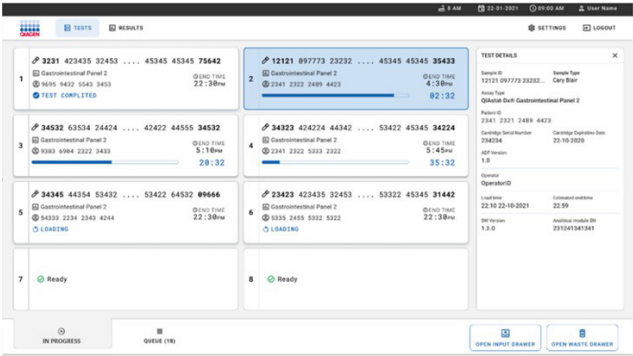 8 AM 22-01-2021 09:00 AM User Name
QIAGEN TESTS RESULTS SETTINGS LOGOUT
1
3231 423435 32453 .... 45345 45345 75642
Gastrointestinal Panel 2
9695 9432 5543 3453
END TIME
22:30PM
TEST COMPLITED
2
12121 097773 23232 .... 45345 45345 35433
Gastrointestinal Panel 2
2341 2322 2489 4423
END TIME
4:30PM
02:32
3
34532 63534 24424 .... 42422 44555 34532
Gastrointestinal Panel 2
9383 6984 2322 3433
END TIME
5:10PM
20:32
4
34323 424224 44342 .... 53422 45345 34224
Gastrointestinal Panel 2
2341 2322 5333 2322
END TIME
5:45PM
35:32
5
34345 44354 53432 .... 53422 64532 09666
Gastrointestinal Panel 2
54333 2234 2343 4244
END TIME
22:30PM
LOADING
6
23423 423435 32453 .... 53322 45345 31442
Gastrointestinal Panel 2
5335 2455 5332 5322
END TIME
22:30PM
LOADING
7 Ready
8 Ready
TEST DETAILS
Sample ID Sample Type
12121 097773 23232... Cary Blair
Assay Type
QIAstat-Dx® Gastrointestinal Panel 2
Patient ID
2341 2321 2489 4423
Cartridge Serial Number Cartridge Expiration Date
234234 22-10-2020
ADF Version
1.0
Operator
OperatorID
Load time Estimated end time
22:10 22-10-2021 22:59
SW Version Analitical module SN
1.3.0 231341341341
IN PROGRESS QUEUE (18) OPEN INPUT DRAWER OPEN WASTE DRAWER